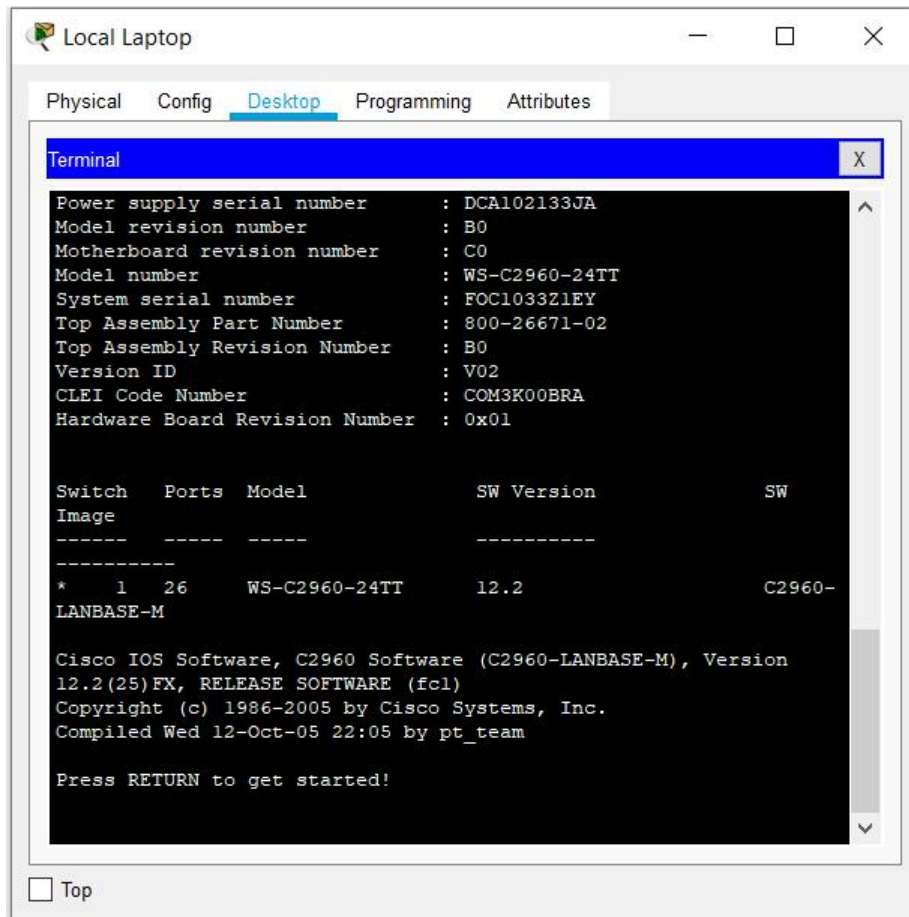 Local Laptop
Physical Config Desktop Programming Attributes
Terminal X
Power supply serial number : DCA102133JA
Model revision number : B0
Motherboard revision number : C0
Model number : WS-C2960-24TT
System serial number : FOC1033Z1EY
Top Assembly Part Number : 800-26671-02
Top Assembly Revision Number : B0
Version ID : V02
CLEI Code Number : COM3K00BRA
Hardware Board Revision Number : 0x01
Switch Ports Model SW Version SW
Image
------ ----- ----- ----------
----------
* 1 26 WS-C2960-24TT 12.2 C2960-
LANBASE-M
Cisco IOS Software, C2960 Software (C2960-LANBASE-M), Version
12.2(25)FX, RELEASE SOFTWARE (fc1)
Copyright (c) 1986-2005 by Cisco Systems, Inc.
Compiled Wed 12-Oct-05 22:05 by pt_team
Press RETURN to get started!
Top